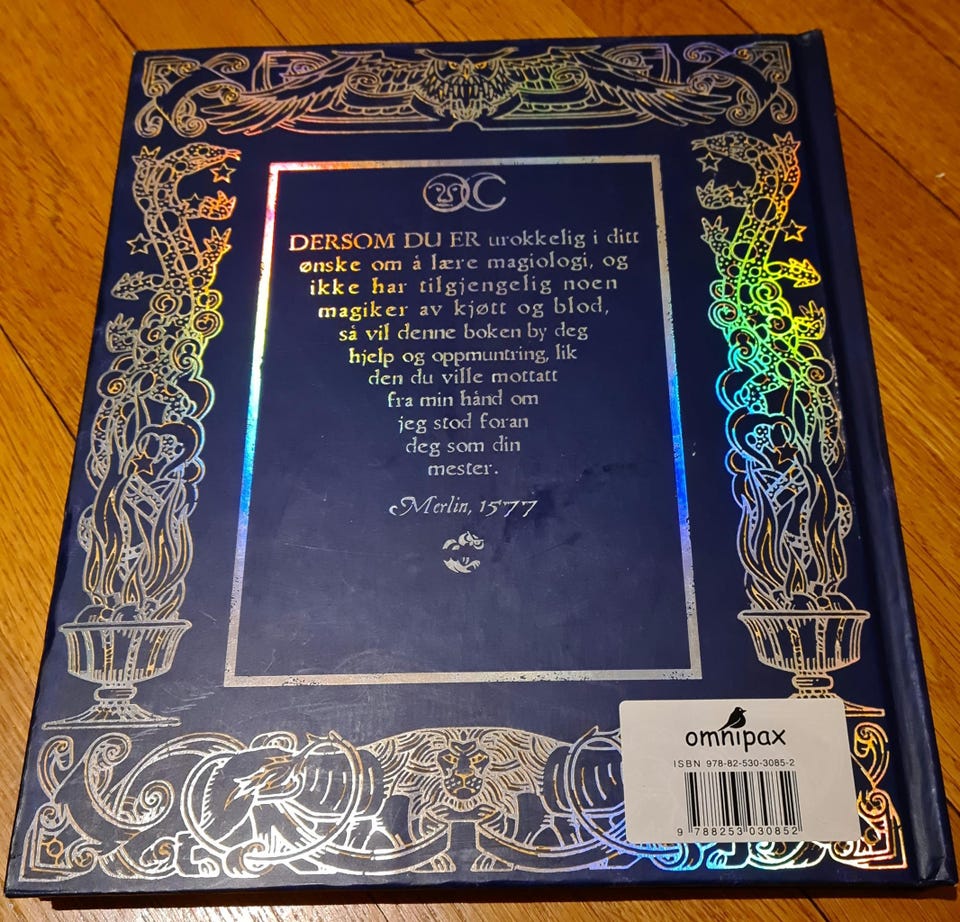 DERSOM DU ER urokkelig i ditt
ønske om å lære magiologi, og
ikke har tilgjengelig noen
magiker av kjøtt og blod,
så vil denne boken by deg
hjelp og oppmuntring, lik
den du ville mottatt
fra min hånd om
jeg stod foran
deg som din
mester.
Merlin, 1577
omnipax
ISBN 978-82-530-3085-2
9 788253 030852